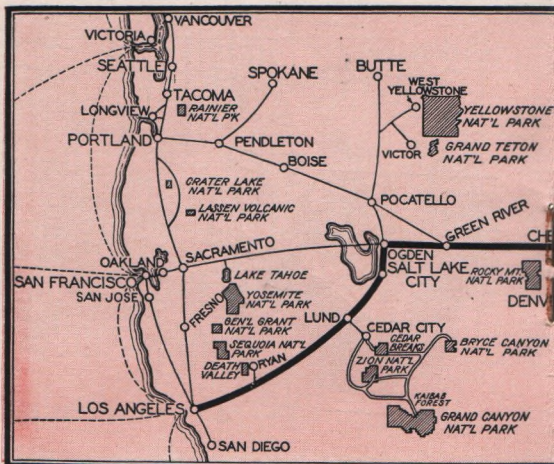 VANCOUVER
VICTORIA
SEATTLE
SPOKANE
BUTTE
WEST
YELLOWSTONE
TACOMA
LONGVIEW
RAINIER
NAT'L P'K
YELLOWSTONE
NAT'L PARK
PORTLAND
PENDLETON
VICTOR
GRAND TETON
NAT'L PARK
BOISE
CRATER LAKE
NAT'L PARK
POCATELLO
LASSEN VOLCANIC
NAT'L PARK
GREEN RIVER
CHE
OAKLAND
SACRAMENTO
OGDEN
SALT LAKE
CITY
SAN FRANCISCO
LAKE TAHOE
ROCKY MT.
NAT'L PARK
SAN JOSE
YOSEMITE
NAT'L PARK
DENV
FRESNO
GEN'L GRANT
NAT'L PARK
LUND
CEDAR CITY
CEDAR
BREAKS
BRYCE CANYON
NAT'L PARK
SEQUOIA NAT'L
PARK
ZION NAT'L
PARK
DEATH
VALLEY
RYAN
KAIBAB
FOREST
LOS ANGELES
GRAND CANYON
NAT'L PARK
SAN DIEGO